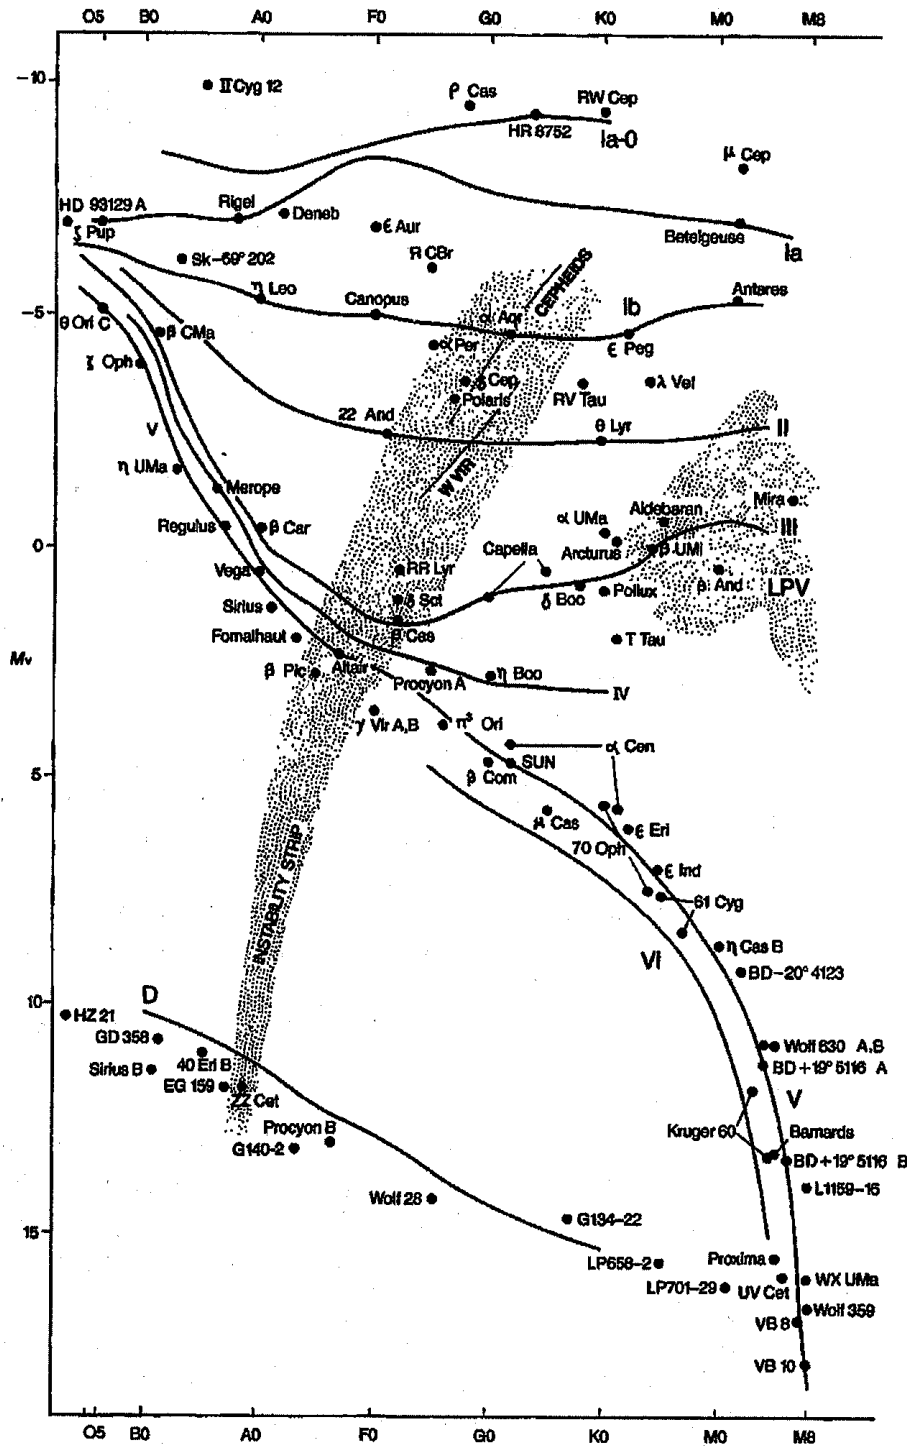 O5 B0 A0 F0 G0 K0 M0 M8
-10
II Cyg 12
ρ Cas
RW Cep
HR 8752
Ia-0
μ Cep
HD 93129 A
Rigel
Deneb
ζ Pup
ϵ Aur
Betelgeuse
Ia
R CBr
Sk-69° 202
CEPHEIDS
η Leo
Antares
Canopus
Ib
-5
α Aqr
θ Ori C
β CMa
α Per
ϵ Peg
ζ Oph
δ Cep
λ Vel
Polaris
RV Tau
22 And
θ Lyr
II
V
W VIR
η UMa
Merope
Mira
Aldebaran
α UMa
III
Regulus
β Car
0
Capella
Arcturus
β UMi
Vega
RR Lyr
β And
LPV
δ Boo
Pollux
Sirius
δ Sct
Fomalhaut
β Cas
T Tau
Mv
β Pic
Altair
Procyon A
η Boo
IV
γ Vir A,B
π³ Ori
α Cen
5
SUN
β Com
μ Cas
ϵ Eri
70 Oph
INSTABILITY STRIP
ϵ Ind
61 Cyg
η Cas B
VI
BD-20° 4123
D
10
HZ 21
GD 358
Wolf 630 A,B
40 Eri B
Sirius B
BD+19° 5116 A
EG 159
ZZ Cet
V
Procyon B
Kruger 60
Barnards
G140-2
BD+19° 5116 B
L1159-16
Wolf 28
G134-22
15
Proxima
LP658-2
LP701-29
UV Cet
WX UMa
Wolf 359
VB 8
VB 10
O5 B0 A0 F0 G0 K0 M0 M8